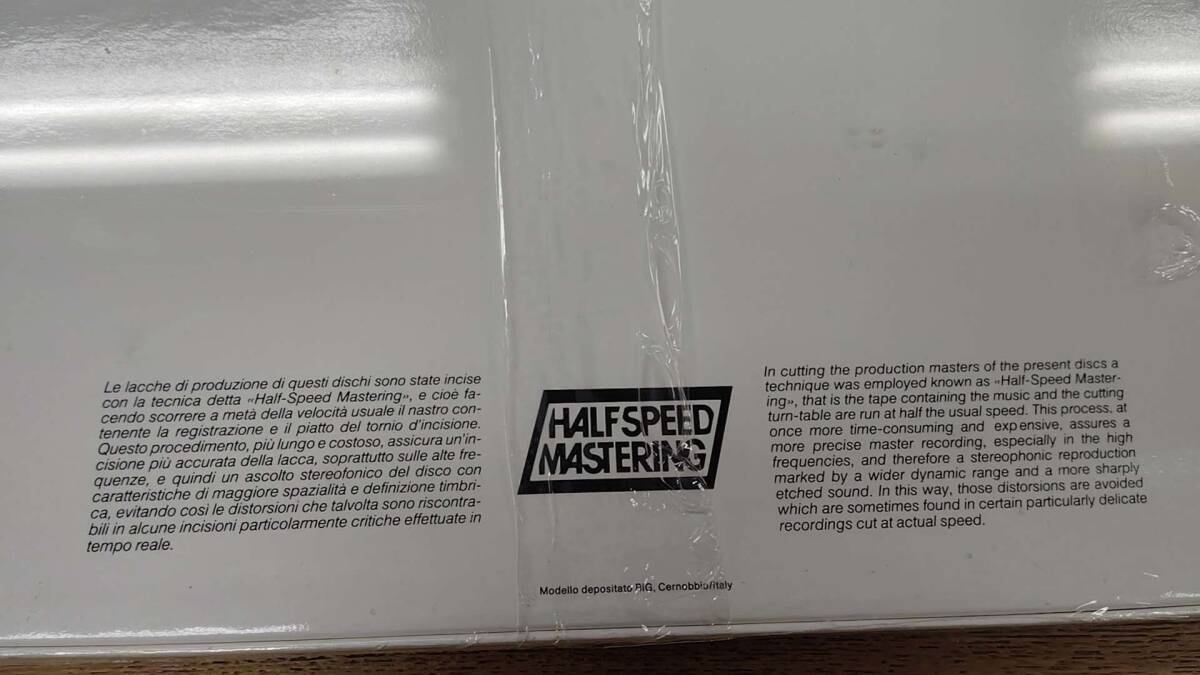 Le lacche di produzione di questi dischi sono state incise
con la tecnica detta «Half-Speed Mastering», e cioè fa-
cendo scorrere a metà della velocità usuale il nastro con-
tenente la registrazione e il piatto del tornio d'incisione.
Questo procedimento, più lungo e costoso, assicura un'in-
cisione più accurata della lacca, soprattutto sulle alte fre-
quenze, e quindi un ascolto stereofonico del disco con
caratteristiche di maggiore spazialità e definizione timbri-
ca, evitando così le distorsioni che talvolta sono riscontra-
bili in alcune incisioni particolarmente critiche effettuate in
tempo reale.
HALFSPEED
MASTERING
Modello depositato BIG, Cernobbio/Italy
In cutting the production masters of the present discs a
technique was employed known as «Half-Speed Master-
ing», that is the tape containing the music and the cutting
turn-table are run at half the usual speed. This process, at
once more time-consuming and expensive, assures a
more precise master recording, especially in the high
frequencies, and therefore a stereophonic reproduction
marked by a wider dynamic range and a more sharply
etched sound. In this way, those distorsions are avoided
which are sometimes found in certain particularly delicate
recordings cut at actual speed.